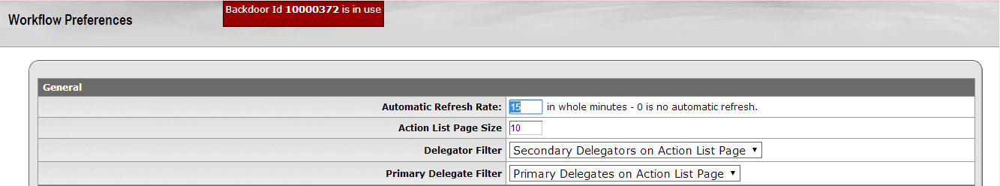 Backdoor Id 10000372 is in use
Workflow Preferences
General
Automatic Refresh Rate: 15 in whole minutes - 0 is no automatic refresh.
Action List Page Size 10
Delegator Filter Secondary Delegators on Action List Page
Primary Delegate Filter Primary Delegates on Action List Page